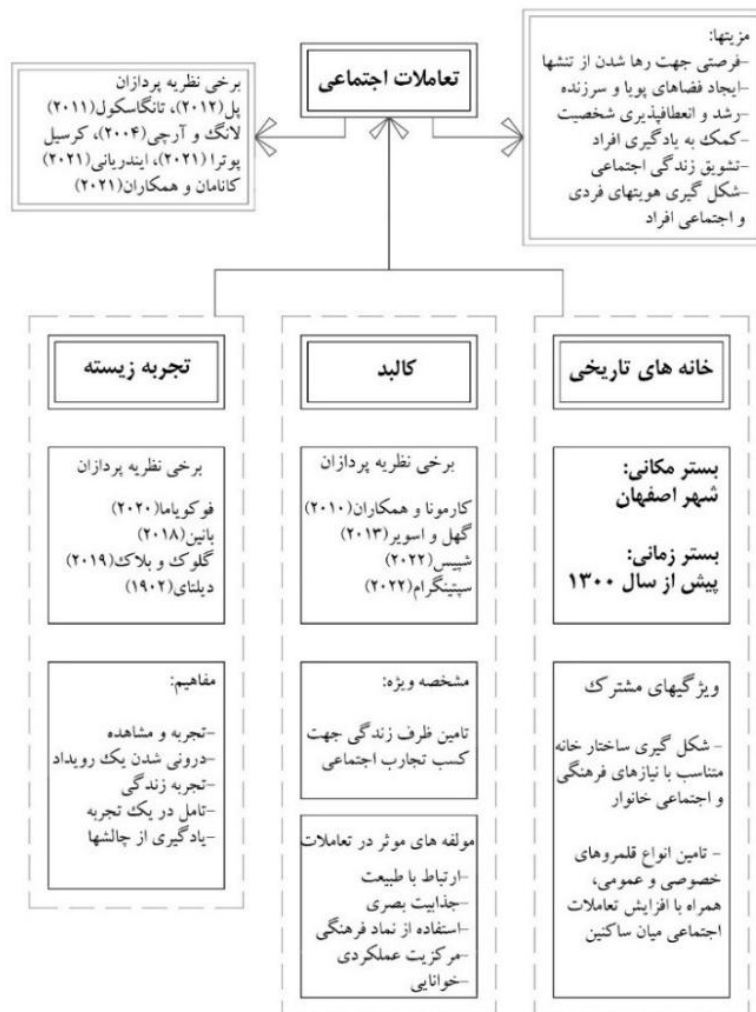 تعاملات اجتماعی
مزیتها:
-فرصتی جهت رها شدن از تنشها
-ایجاد فضاهای پویا و سرزنده
-رشد و انعطافپذیری شخصیت
-کمک به یادگیری افراد
-تشویق زندگی اجتماعی
-شکل گیری هویتهای فردی
و اجتماعی افراد
برخی نظریه پردازان
پل(۲۰۱۲)، تانگاسکول(۲۰۱۱)
لانگ و آرچی(۲۰۰۴)، کرسیل
پوترا (۲۰۲۱)، ایندریانی(۲۰۲۱)
کانامان و همکاران(۲۰۲۱)
خانه های تاریخی
بستر مکانی:
شهر اصفهان
بستر زمانی:
پیش از سال ۱۳۰۰
ویژگیهای مشترک
- شکل گیری ساختار خانه
متناسب با نیازهای فرهنگی
و اجتماعی خانوار
- تامین انواع قلمروهای
خصوصی و عمومی،
همراه با افزایش تعاملات
اجتماعی میان ساکنین
کالبد
برخی نظریه پردازان
کارمونا و همکاران(۲۰۱۰)
گهل و اسویر(۲۰۱۳)
شپیس(۲۰۲۲)
سپتینگرام(۲۰۲۲)
مشخصه ویژه:
تامین ظرف زندگی جهت
کسب تجارب اجتماعی
مولفه های موثر در تعاملات
-ارتباط با طبیعت
-جذابیت بصری
-استفاده از نماد فرهنگی
-مرکزیت عملکردی
-خوانایی
تجربه زیسته
برخی نظریه پردازان
فوکویاما(۲۰۲۰)
بانین(۲۰۱۸)
گلوک و بلاک(۲۰۱۹)
دیلتای(۱۹۰۲)
مفاهیم:
-تجربه و مشاهده
-درونی شدن یک رویداد
-تجربه زندگی
-تامل در یک تجربه
-یادگیری از چالشها